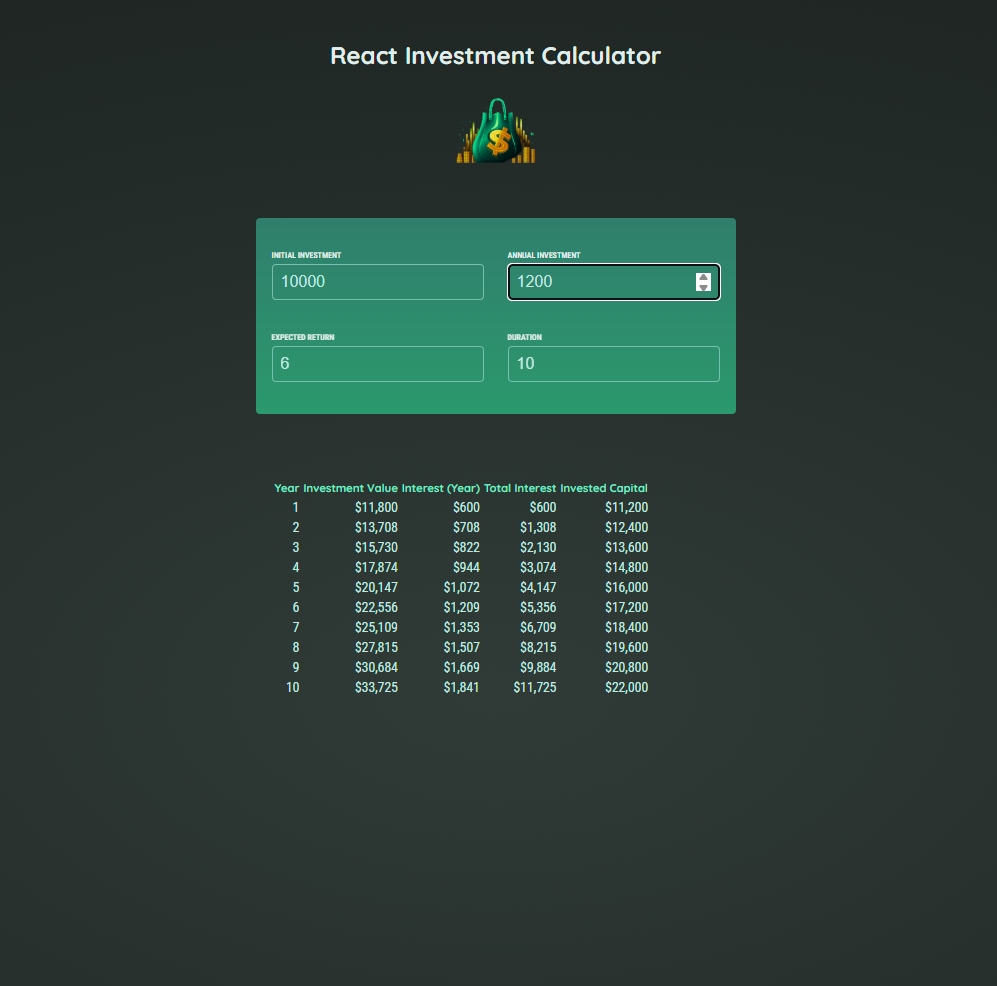 React Investment Calculator
$
INITIAL INVESTMENT ANNUAL INVESTMENT
10000 1200
EXPECTED RETURN DURATION
6 10
Year Investment Value Interest (Year) Total Interest Invested Capital
1 $11,800 $600 $600 $11,200
2 $13,708 $708 $1,308 $12,400
3 $15,730 $822 $2,130 $13,600
4 $17,874 $944 $3,074 $14,800
5 $20,147 $1,072 $4,147 $16,000
6 $22,556 $1,209 $5,356 $17,200
7 $25,109 $1,353 $6,709 $18,400
8 $27,815 $1,507 $8,215 $19,600
9 $30,684 $1,669 $9,884 $20,800
10 $33,725 $1,841 $11,725 $22,000